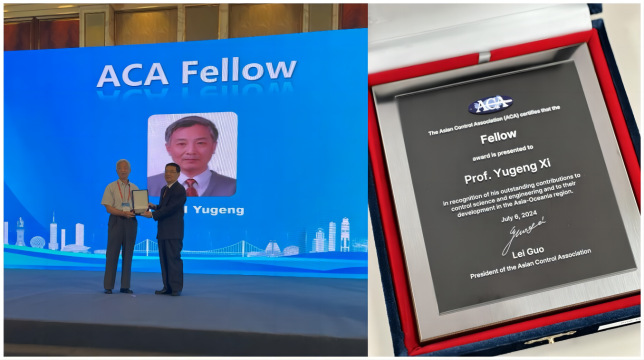 ACA Fellow
Yugeng
ACA
The Asian Control Association (ACA) certifies that the
Fellow
award is presented to
Prof. Yugeng Xi
in recognition of his outstanding contributions to
control science and engineering and to their
development in the Asia-Oceania region.
July 6, 2024
Lei Guo
President of the Asian Control Association